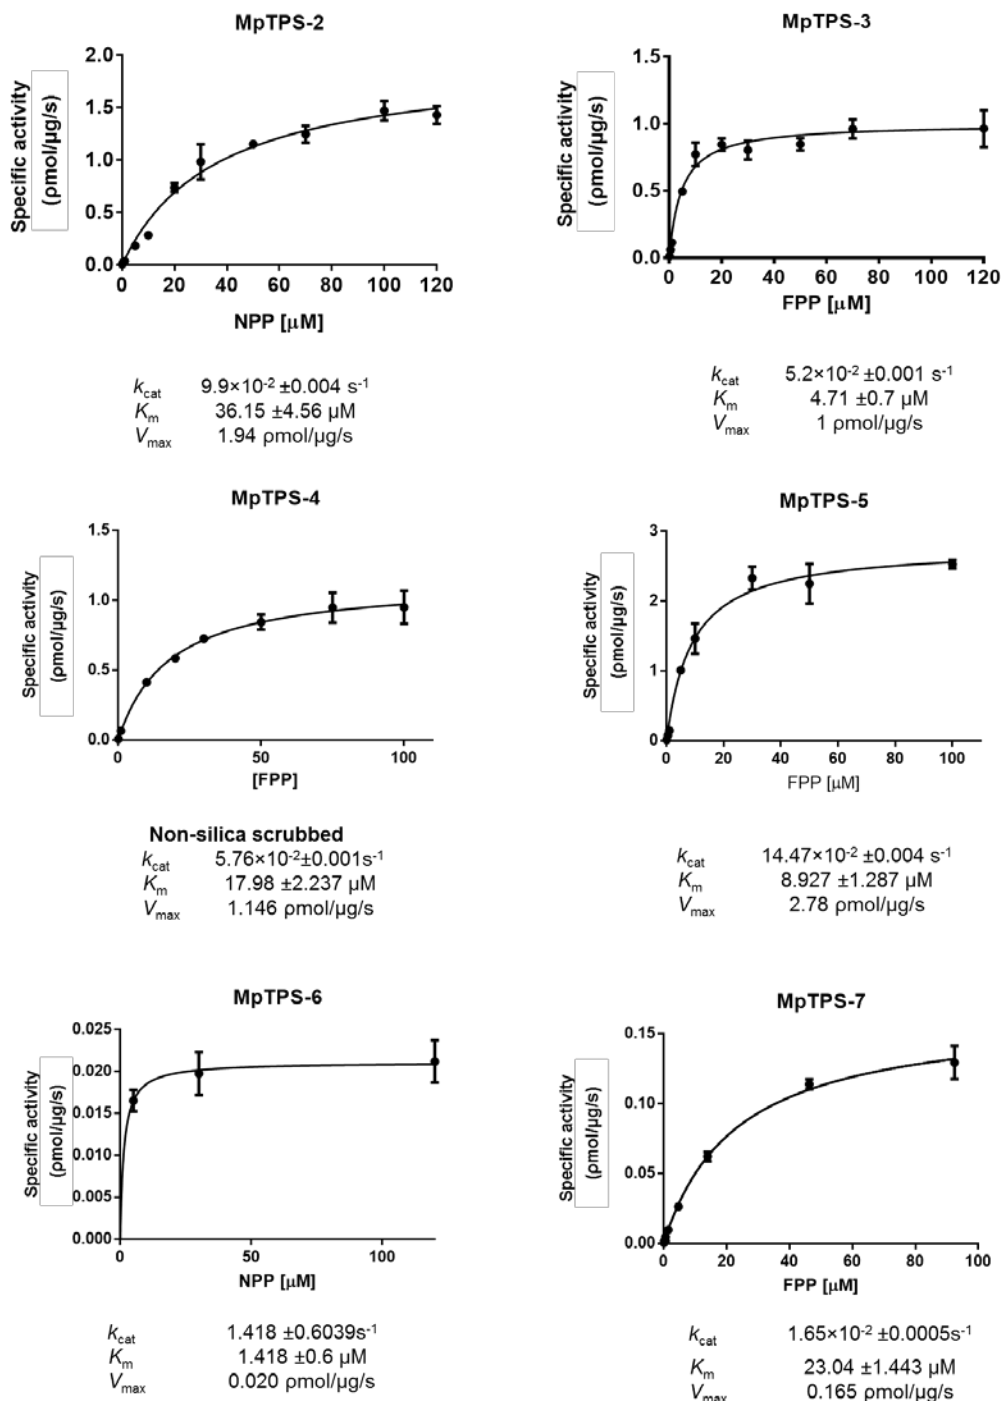 MpTPS-2
Specific activity
(ρmol/µg/s)
2.0
1.5
1.0
0.5
0.0
0 20 40 60 80 100 120
NPP [µM]
kcat 9.9×10-2 ±0.004 s-1
Km 36.15 ±4.56 µM
Vmax 1.94 ρmol/µg/s
MpTPS-3
Specific activity
(ρmol/µg/s)
1.5
1.0
0.5
0.0
0 20 40 60 80 100 120
FPP [µM]
kcat 5.2×10-2 ±0.001 s-1
Km 4.71 ±0.7 µM
Vmax 1 ρmol/µg/s
MpTPS-4
Specific activity
(ρmol/µg/s)
1.5
1.0
0.5
0.0
0 50 100
[FPP]
Non-silica scrubbed
kcat 5.76×10-2±0.001s-1
Km 17.98 ±2.237 µM
Vmax 1.146 ρmol/µg/s
MpTPS-5
Specific activity
(ρmol/µg/s)
3
2
1
0
0 20 40 60 80 100
FPP [µM]
kcat 14.47×10-2 ±0.004 s-1
Km 8.927 ±1.287 µM
Vmax 2.78 ρmol/µg/s
MpTPS-6
Specific activity
(ρmol/µg/s)
0.025
0.020
0.015
0.010
0.005
0.000
0 50 100
NPP [µM]
kcat 1.418 ±0.6039s-1
Km 1.418 ±0.6 µM
Vmax 0.020 ρmol/µg/s
MpTPS-7
Specific activity
(ρmol/µg/s)
0.15
0.10
0.05
0.00
0 20 40 60 80 100
FPP [µM]
kcat 1.65×10-2 ±0.0005s-1
Km 23.04 ±1.443 µM
Vmax 0.165 ρmol/µg/s